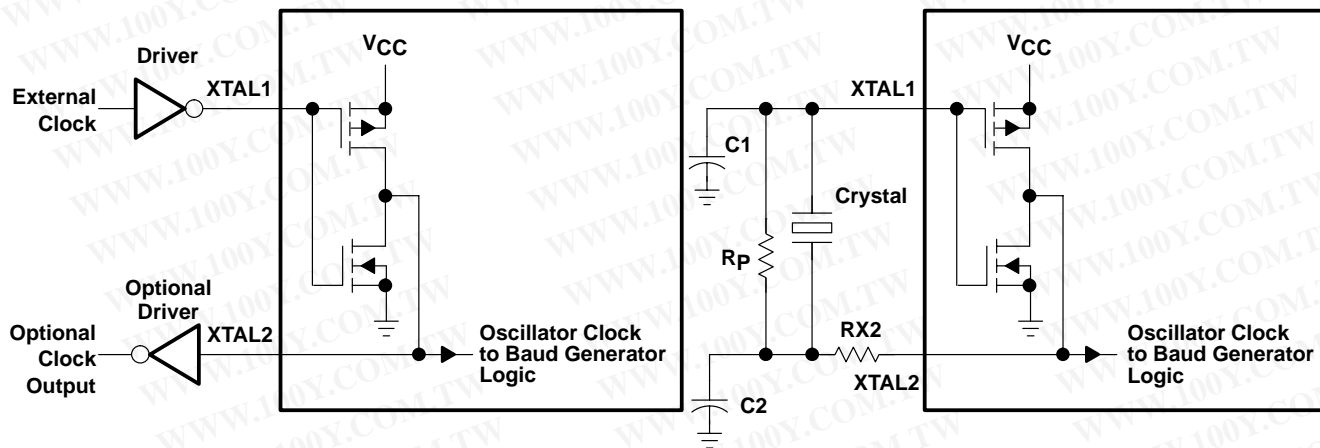 VCC
Driver
XTAL1
External
Clock
Optional
Driver
XTAL2
Optional
Clock
Output
Oscillator Clock
to Baud Generator
Logic
VCC
XTAL1
C1
Crystal
RP
RX2
XTAL2
C2
Oscillator Clock
to Baud Generator
Logic
WWW.100Y.COM.TW